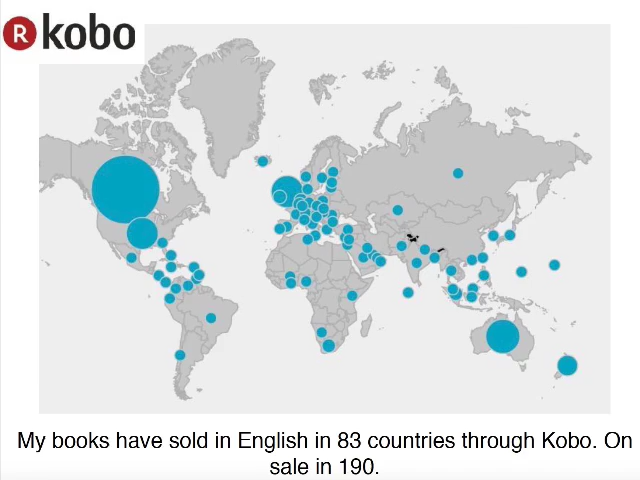 R kobo
My books have sold in English in 83 countries through Kobo. On
sale in 190.